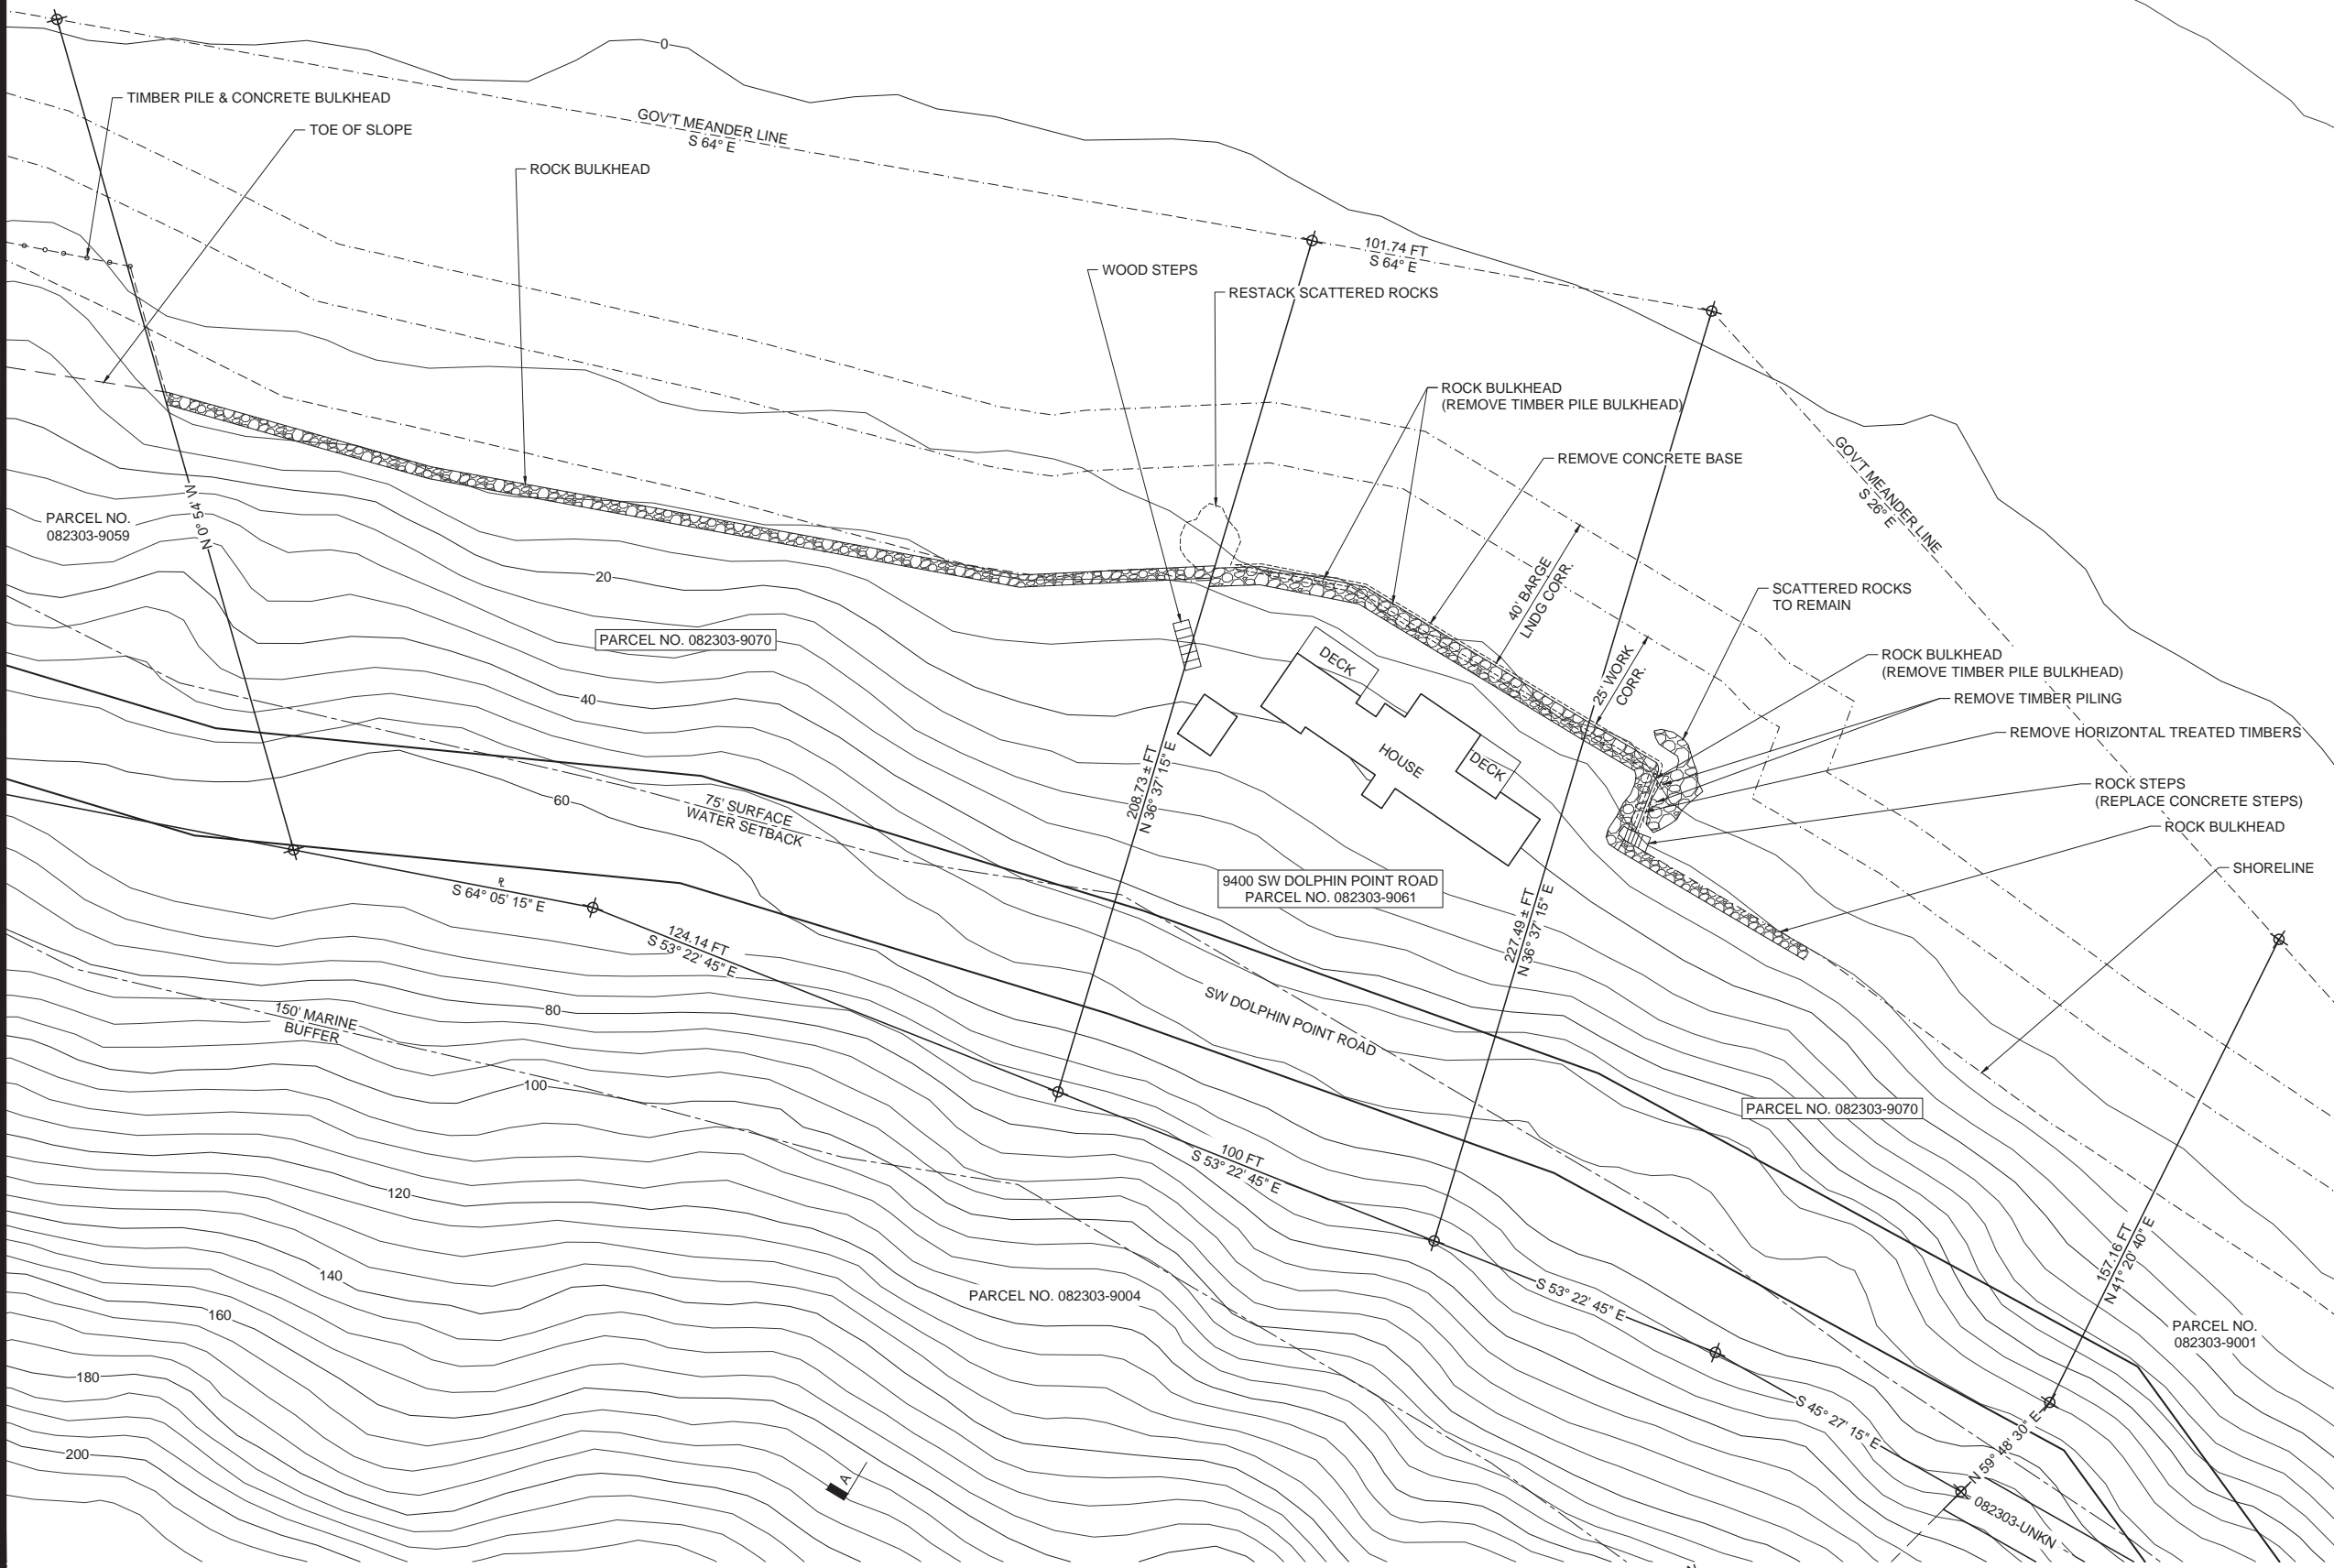 0
TIMBER PILE & CONCRETE BULKHEAD
TOE OF SLOPE
GOV'T MEANDER LINE
S 64° E
ROCK BULKHEAD
101.74 FT
S 64° E
WOOD STEPS
RESTACK SCATTERED ROCKS
ROCK BULKHEAD
(REMOVE TIMBER PILE BULKHEAD)
REMOVE CONCRETE BASE
GOV'T MEANDER LINE
S 26° E
N 0° 54' W
PARCEL NO.
082303-9059
20
40' BARGE
LNDG CORR.
SCATTERED ROCKS
TO REMAIN
PARCEL NO. 082303-9070
DECK
25' WORK
CORR.
ROCK BULKHEAD
(REMOVE TIMBER PILE BULKHEAD)
REMOVE TIMBER PILING
40
REMOVE HORIZONTAL TREATED TIMBERS
HOUSE
DECK
ROCK STEPS
(REPLACE CONCRETE STEPS)
208.73 ± FT
N 36° 37' 15" E
60
75' SURFACE
WATER SETBACK
ROCK BULKHEAD
SHORELINE
℄
S 64° 05' 15" E
9400 SW DOLPHIN POINT ROAD
PARCEL NO. 082303-9061
227.49 ± FT
N 36° 37' 15" E
124.14 FT
S 53° 22' 45" E
80
150' MARINE
BUFFER
SW DOLPHIN POINT ROAD
100
PARCEL NO. 082303-9070
100 FT
S 53° 22' 45" E
120
157.16 FT
N 41° 20' 40" E
140
PARCEL NO. 082303-9004
S 53° 22' 45" E
160
PARCEL NO.
082303-9001
180
S 45° 27' 15" E
N 59° 48' 30" E
200
A
082303-UNKN